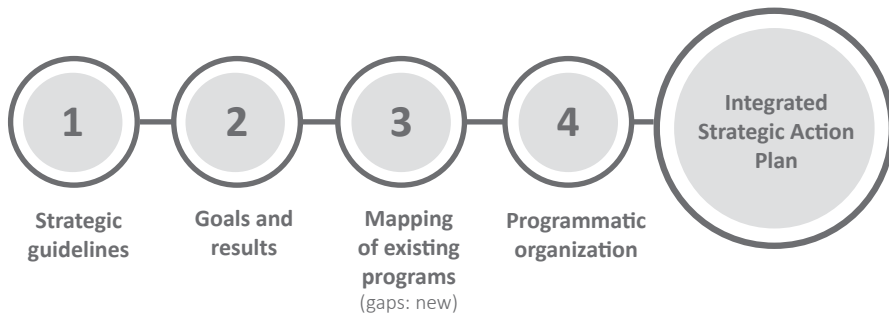 1
Strategic
guidelines
2
Goals and
results
3
Mapping
of existing
programs
(gaps: new)
4
Programmatic
organization
Integrated
Strategic Action
Plan